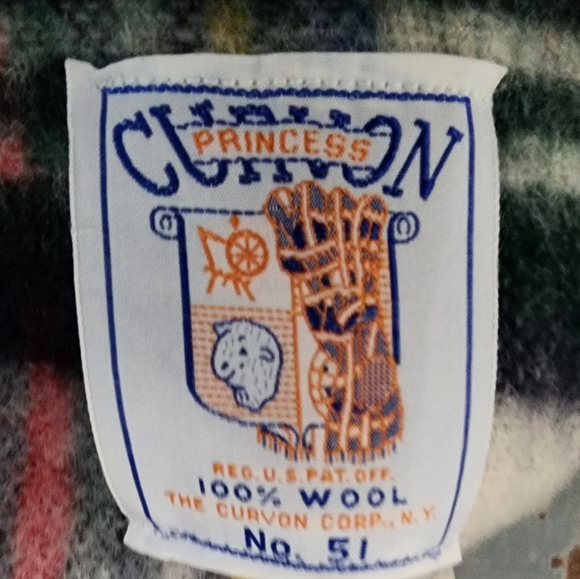 CURVON
PRINCESS
REG. U.S. PAT. OFF.
100% WOOL
THE CURVON CORP., N.Y.
No. 51